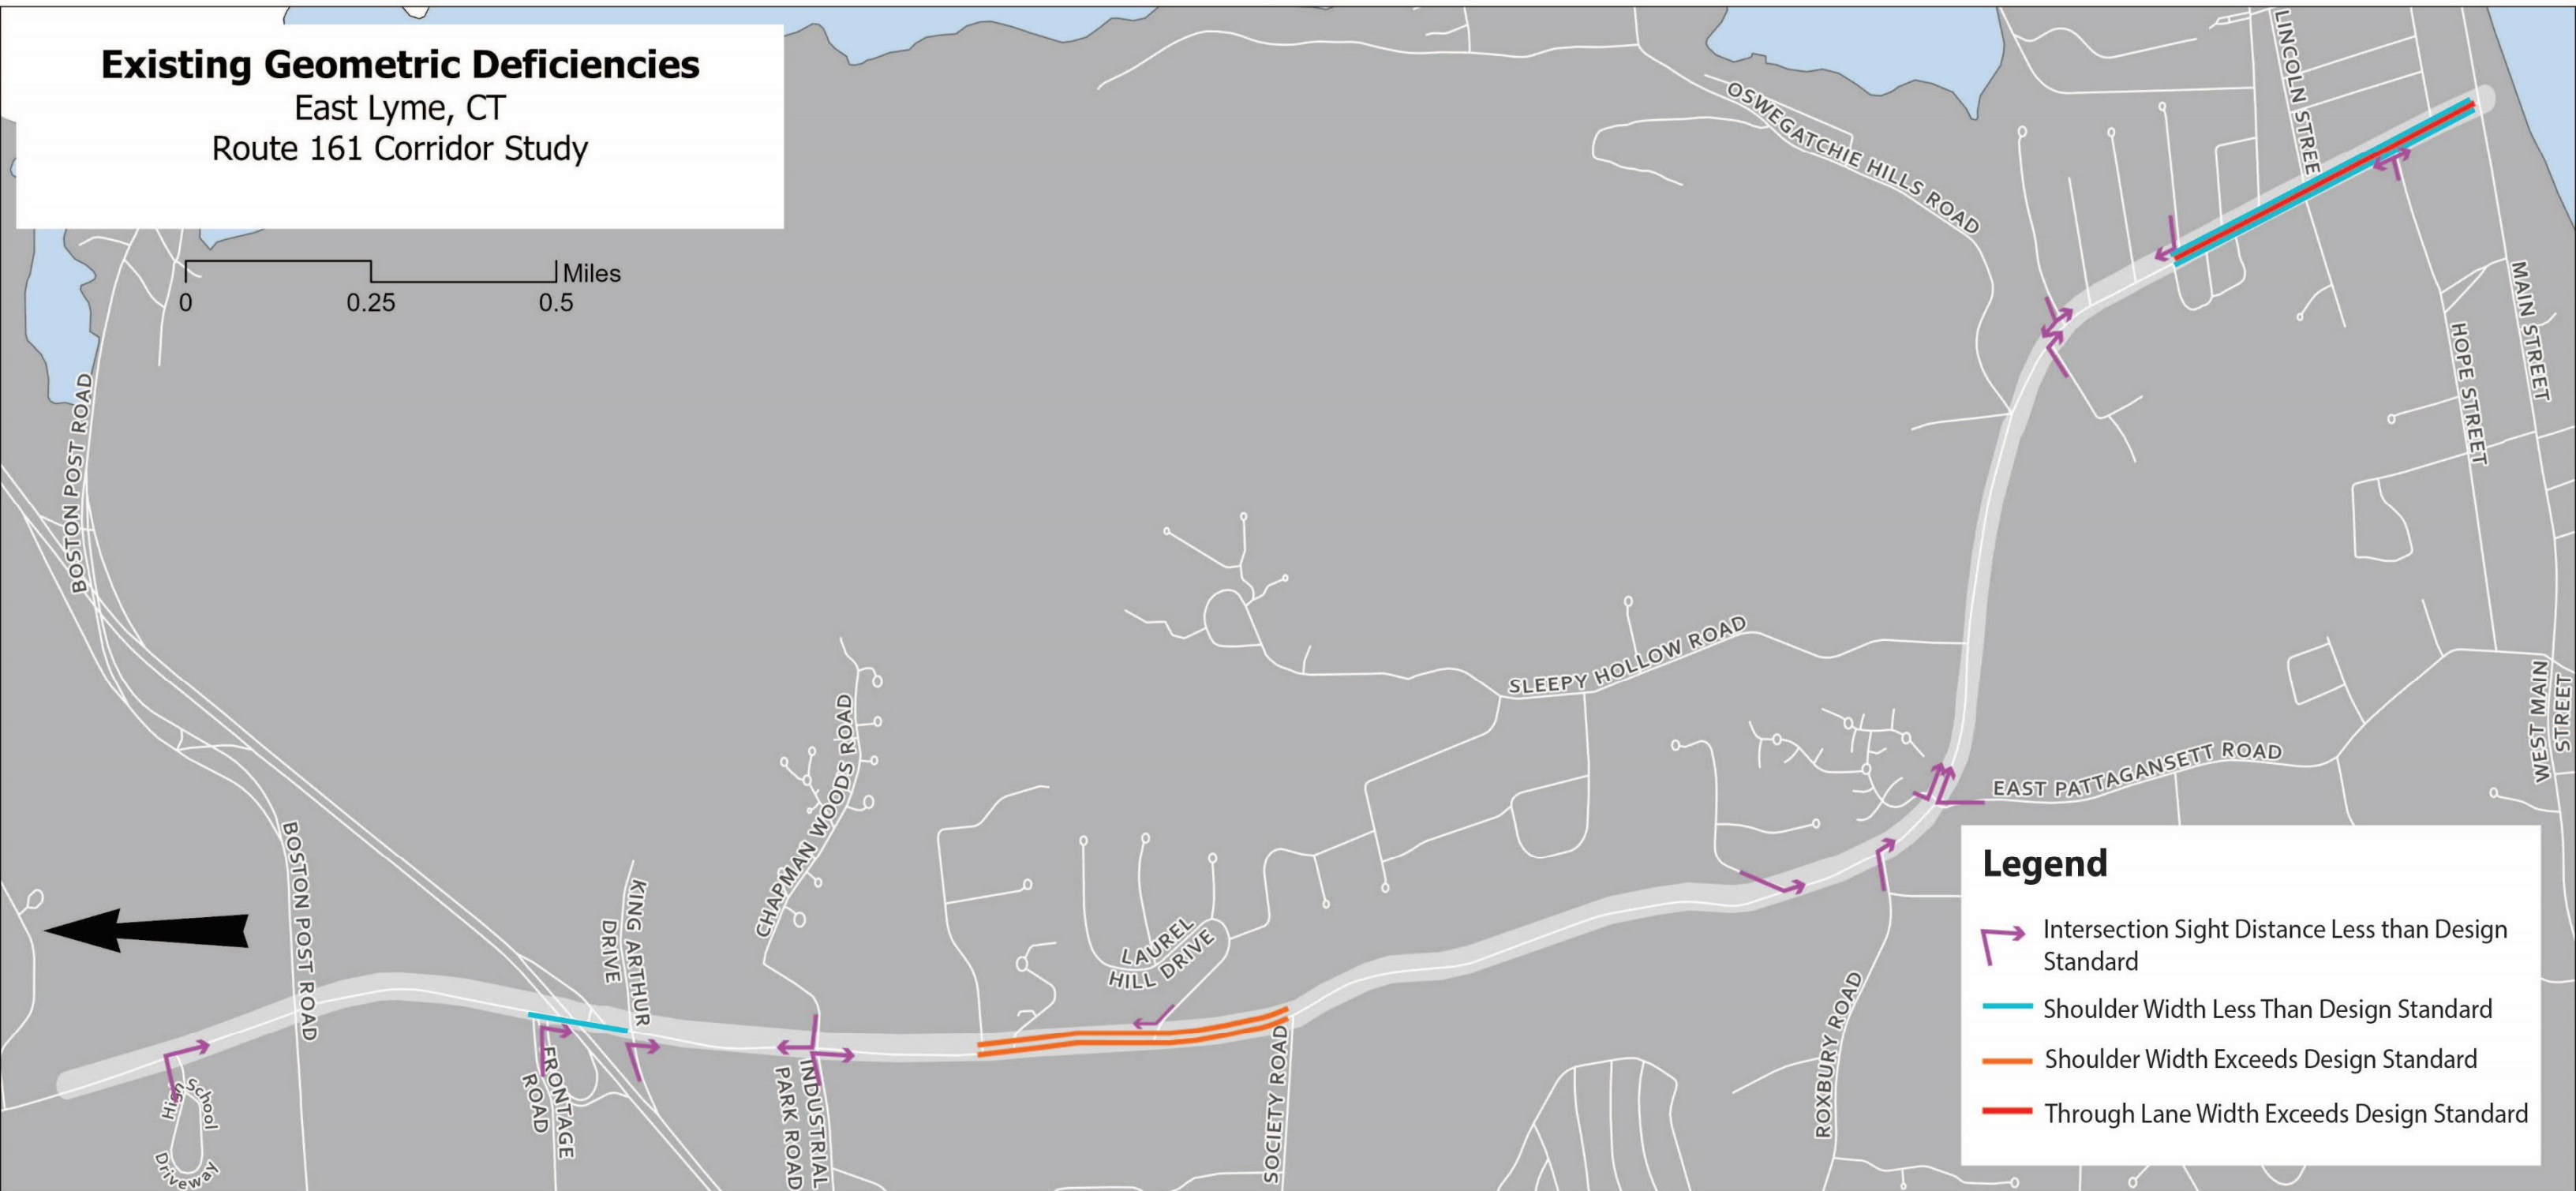 Existing Geometric Deficiencies
East Lyme, CT
Route 161 Corridor Study
Miles
0
0.25
0.5
LINCOLN STREE
OSWEGATCHIE HILLS ROAD
MAIN STREET
HOPE STREET
BOSTON POST ROAD
SLEEPY HOLLOW ROAD
WEST MAIN
STREET
CHAPMAN WOODS ROAD
EAST PATTAGANSETT ROAD
BOSTON POST ROAD
KING ARTHUR
DRIVE
LAUREL
HILL DRIVE
ROXBURY ROAD
SOCIETY ROAD
FRONTAGE
ROAD
INDUSTRIAL
PARK ROAD
High School
Driveway
Legend
Intersection Sight Distance Less than Design
Standard
Shoulder Width Less Than Design Standard
Shoulder Width Exceeds Design Standard
Through Lane Width Exceeds Design Standard